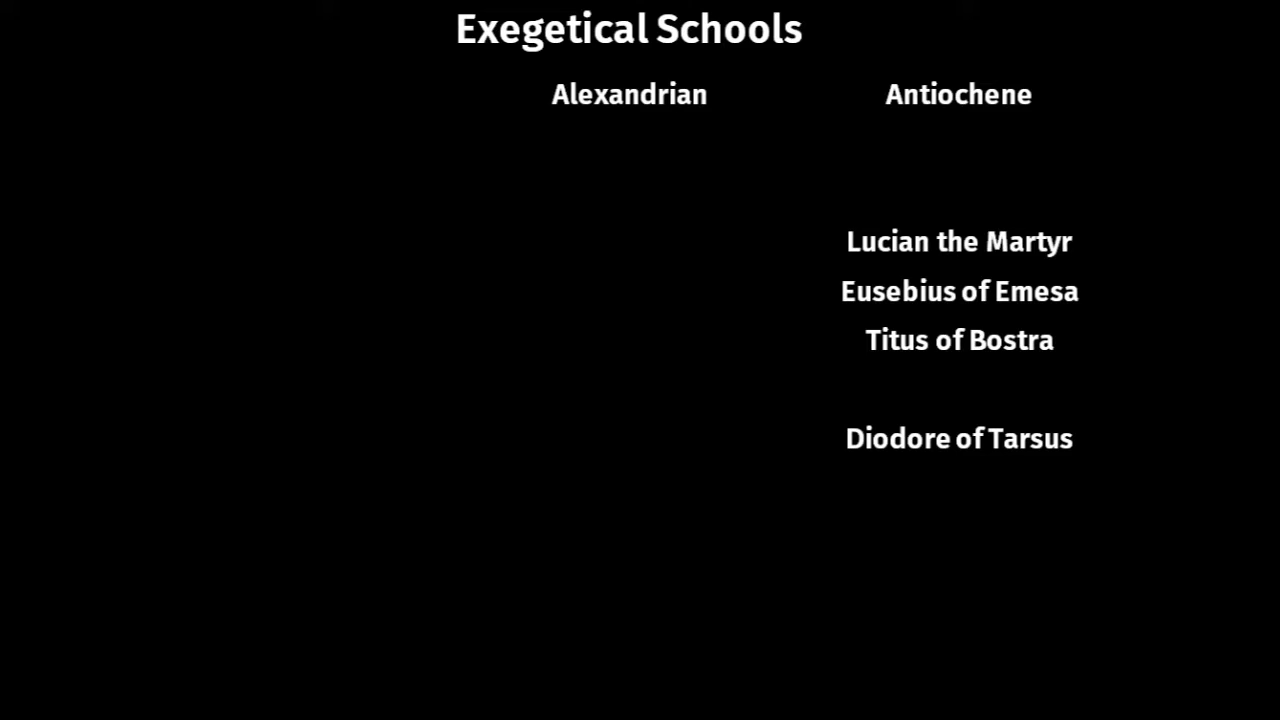 Exegetical Schools
Alexandrian Antiochene
Lucian the Martyr
Eusebius of Emesa
Titus of Bostra
Diodore of Tarsus